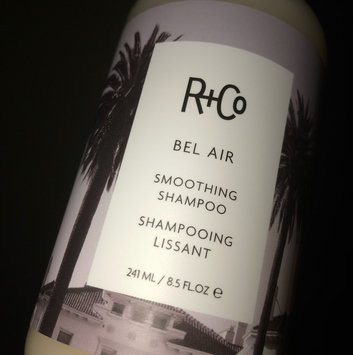 R+Co
BEL AIR
SMOOTHING
SHAMPOO
SHAMPOOING
LISSANT
241 ML / 8.5 FL.OZ ℮